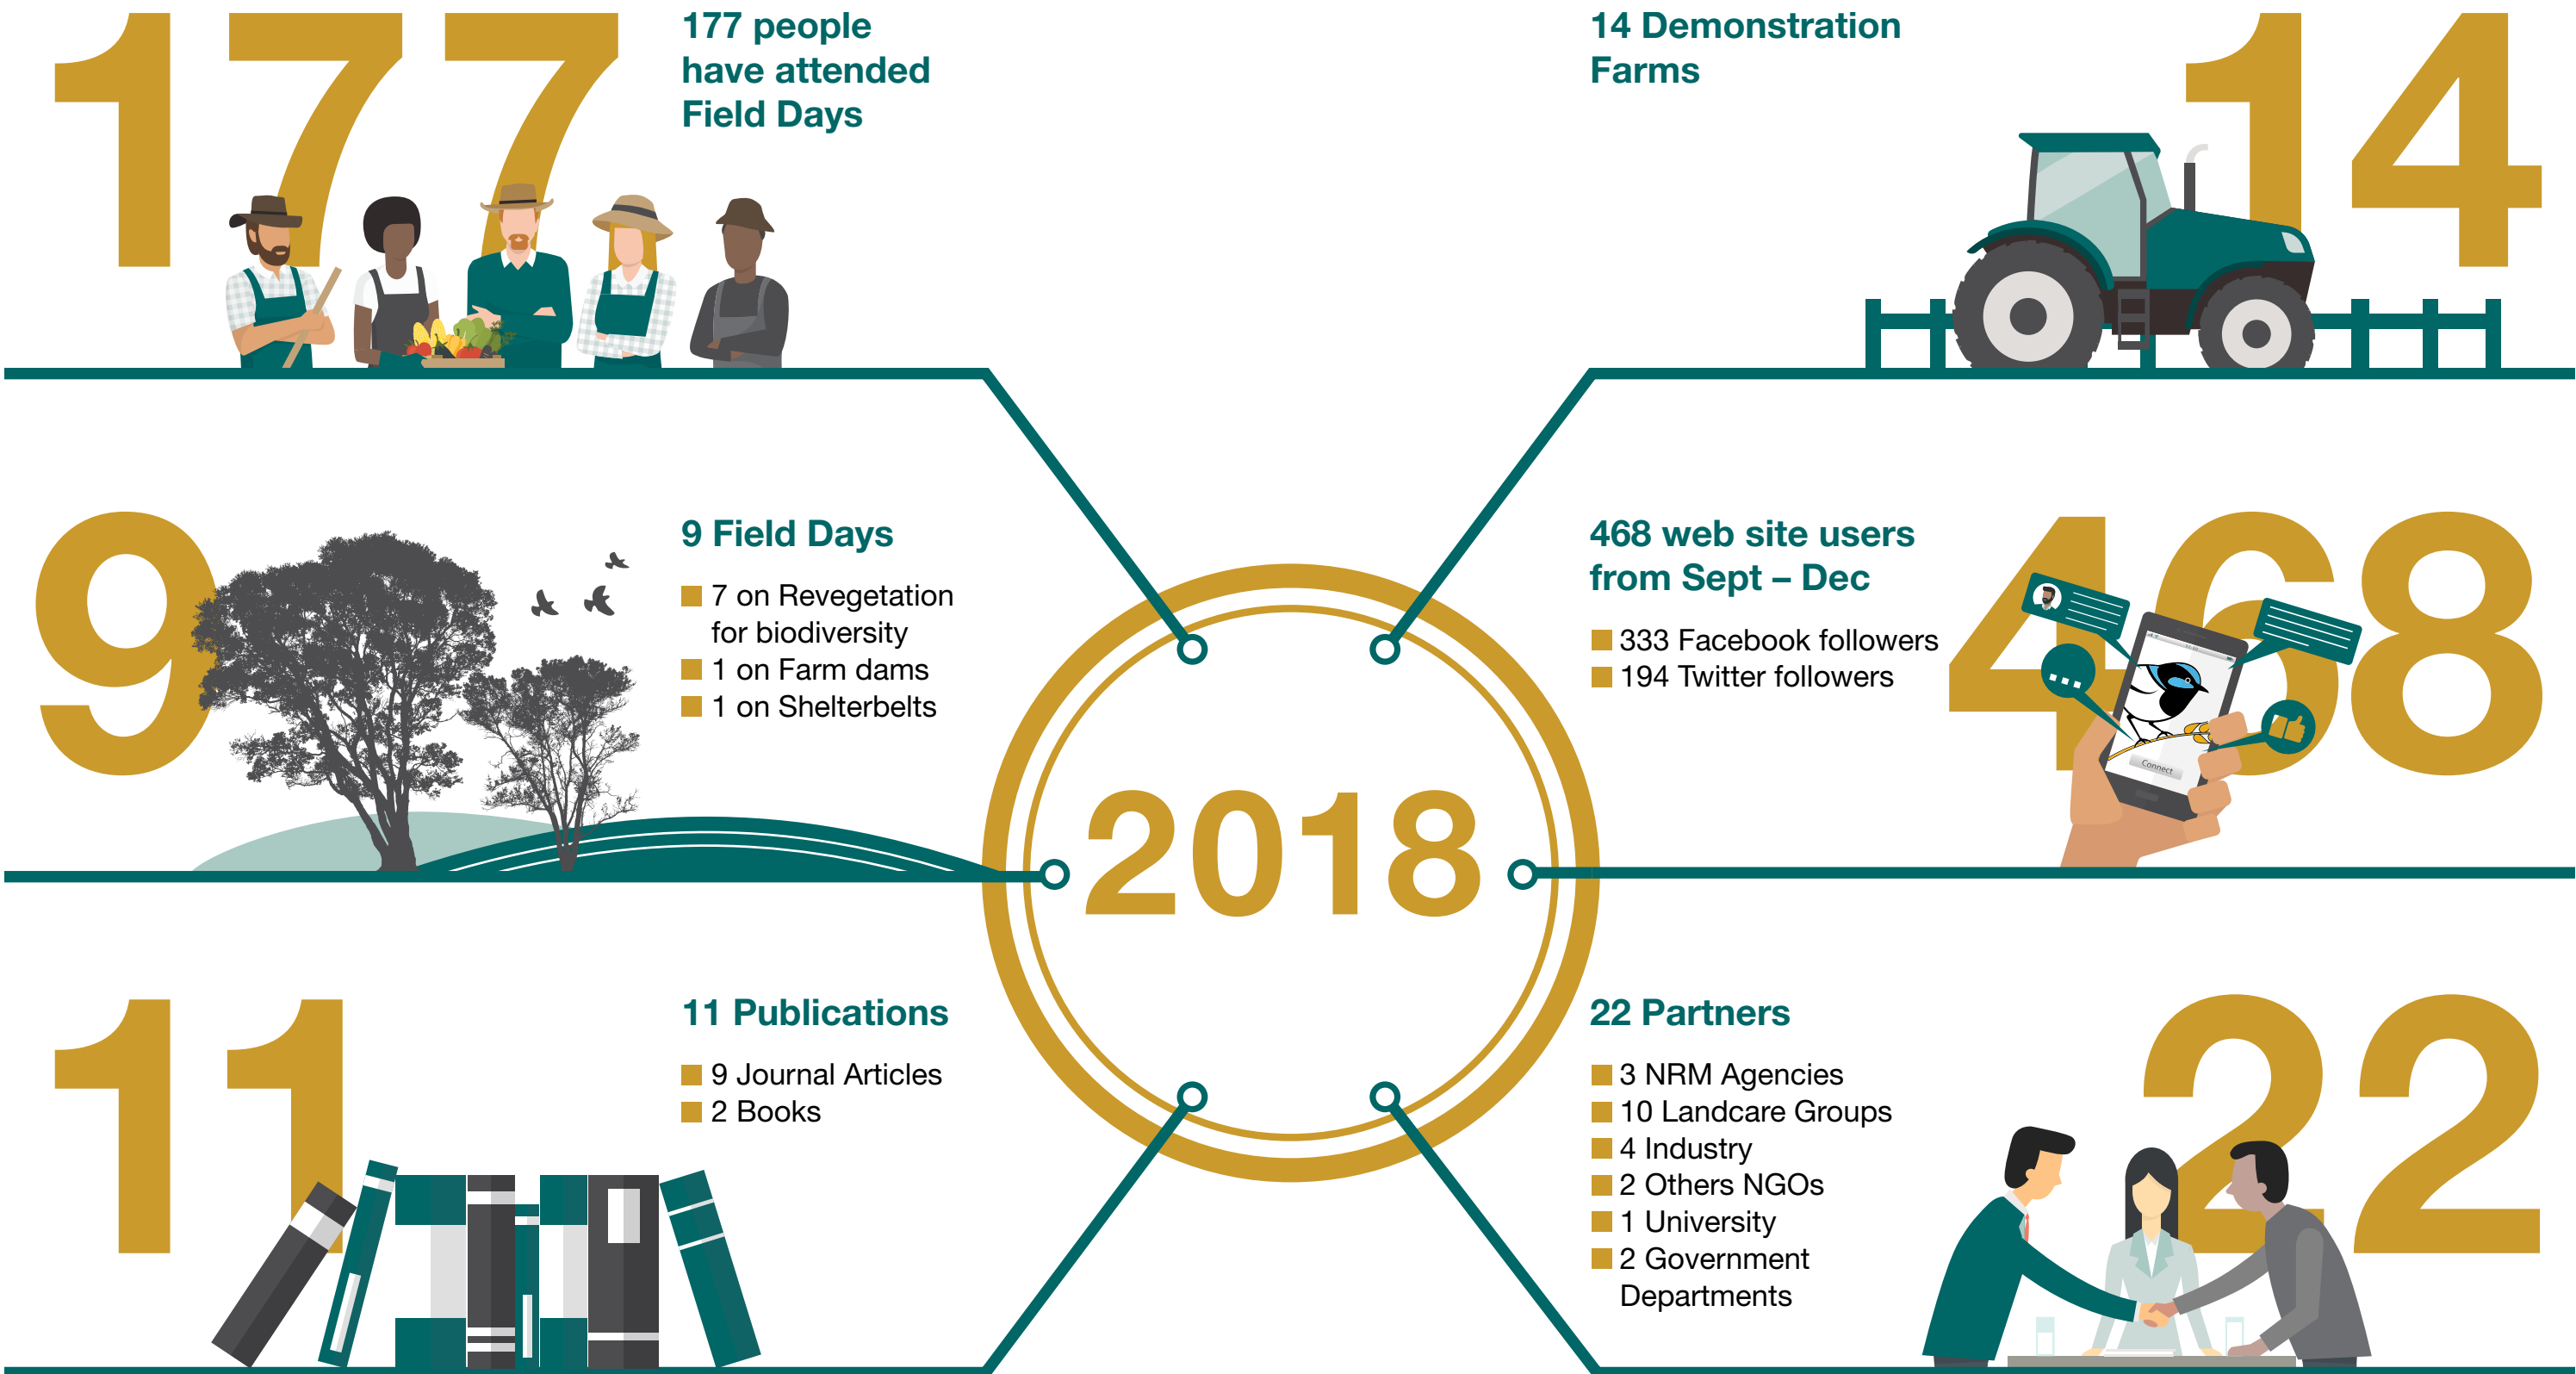 177
177 people
have attended
Field Days
14 Demonstration
Farms
14
9
9 Field Days
7 on Revegetation
for biodiversity
1 on Farm dams
1 on Shelterbelts
468 web site users
from Sept – Dec
333 Facebook followers
194 Twitter followers
468
Connect
2018
11
11 Publications
9 Journal Articles
2 Books
22 Partners
3 NRM Agencies
10 Landcare Groups
4 Industry
2 Others NGOs
1 University
2 Government
Departments
22